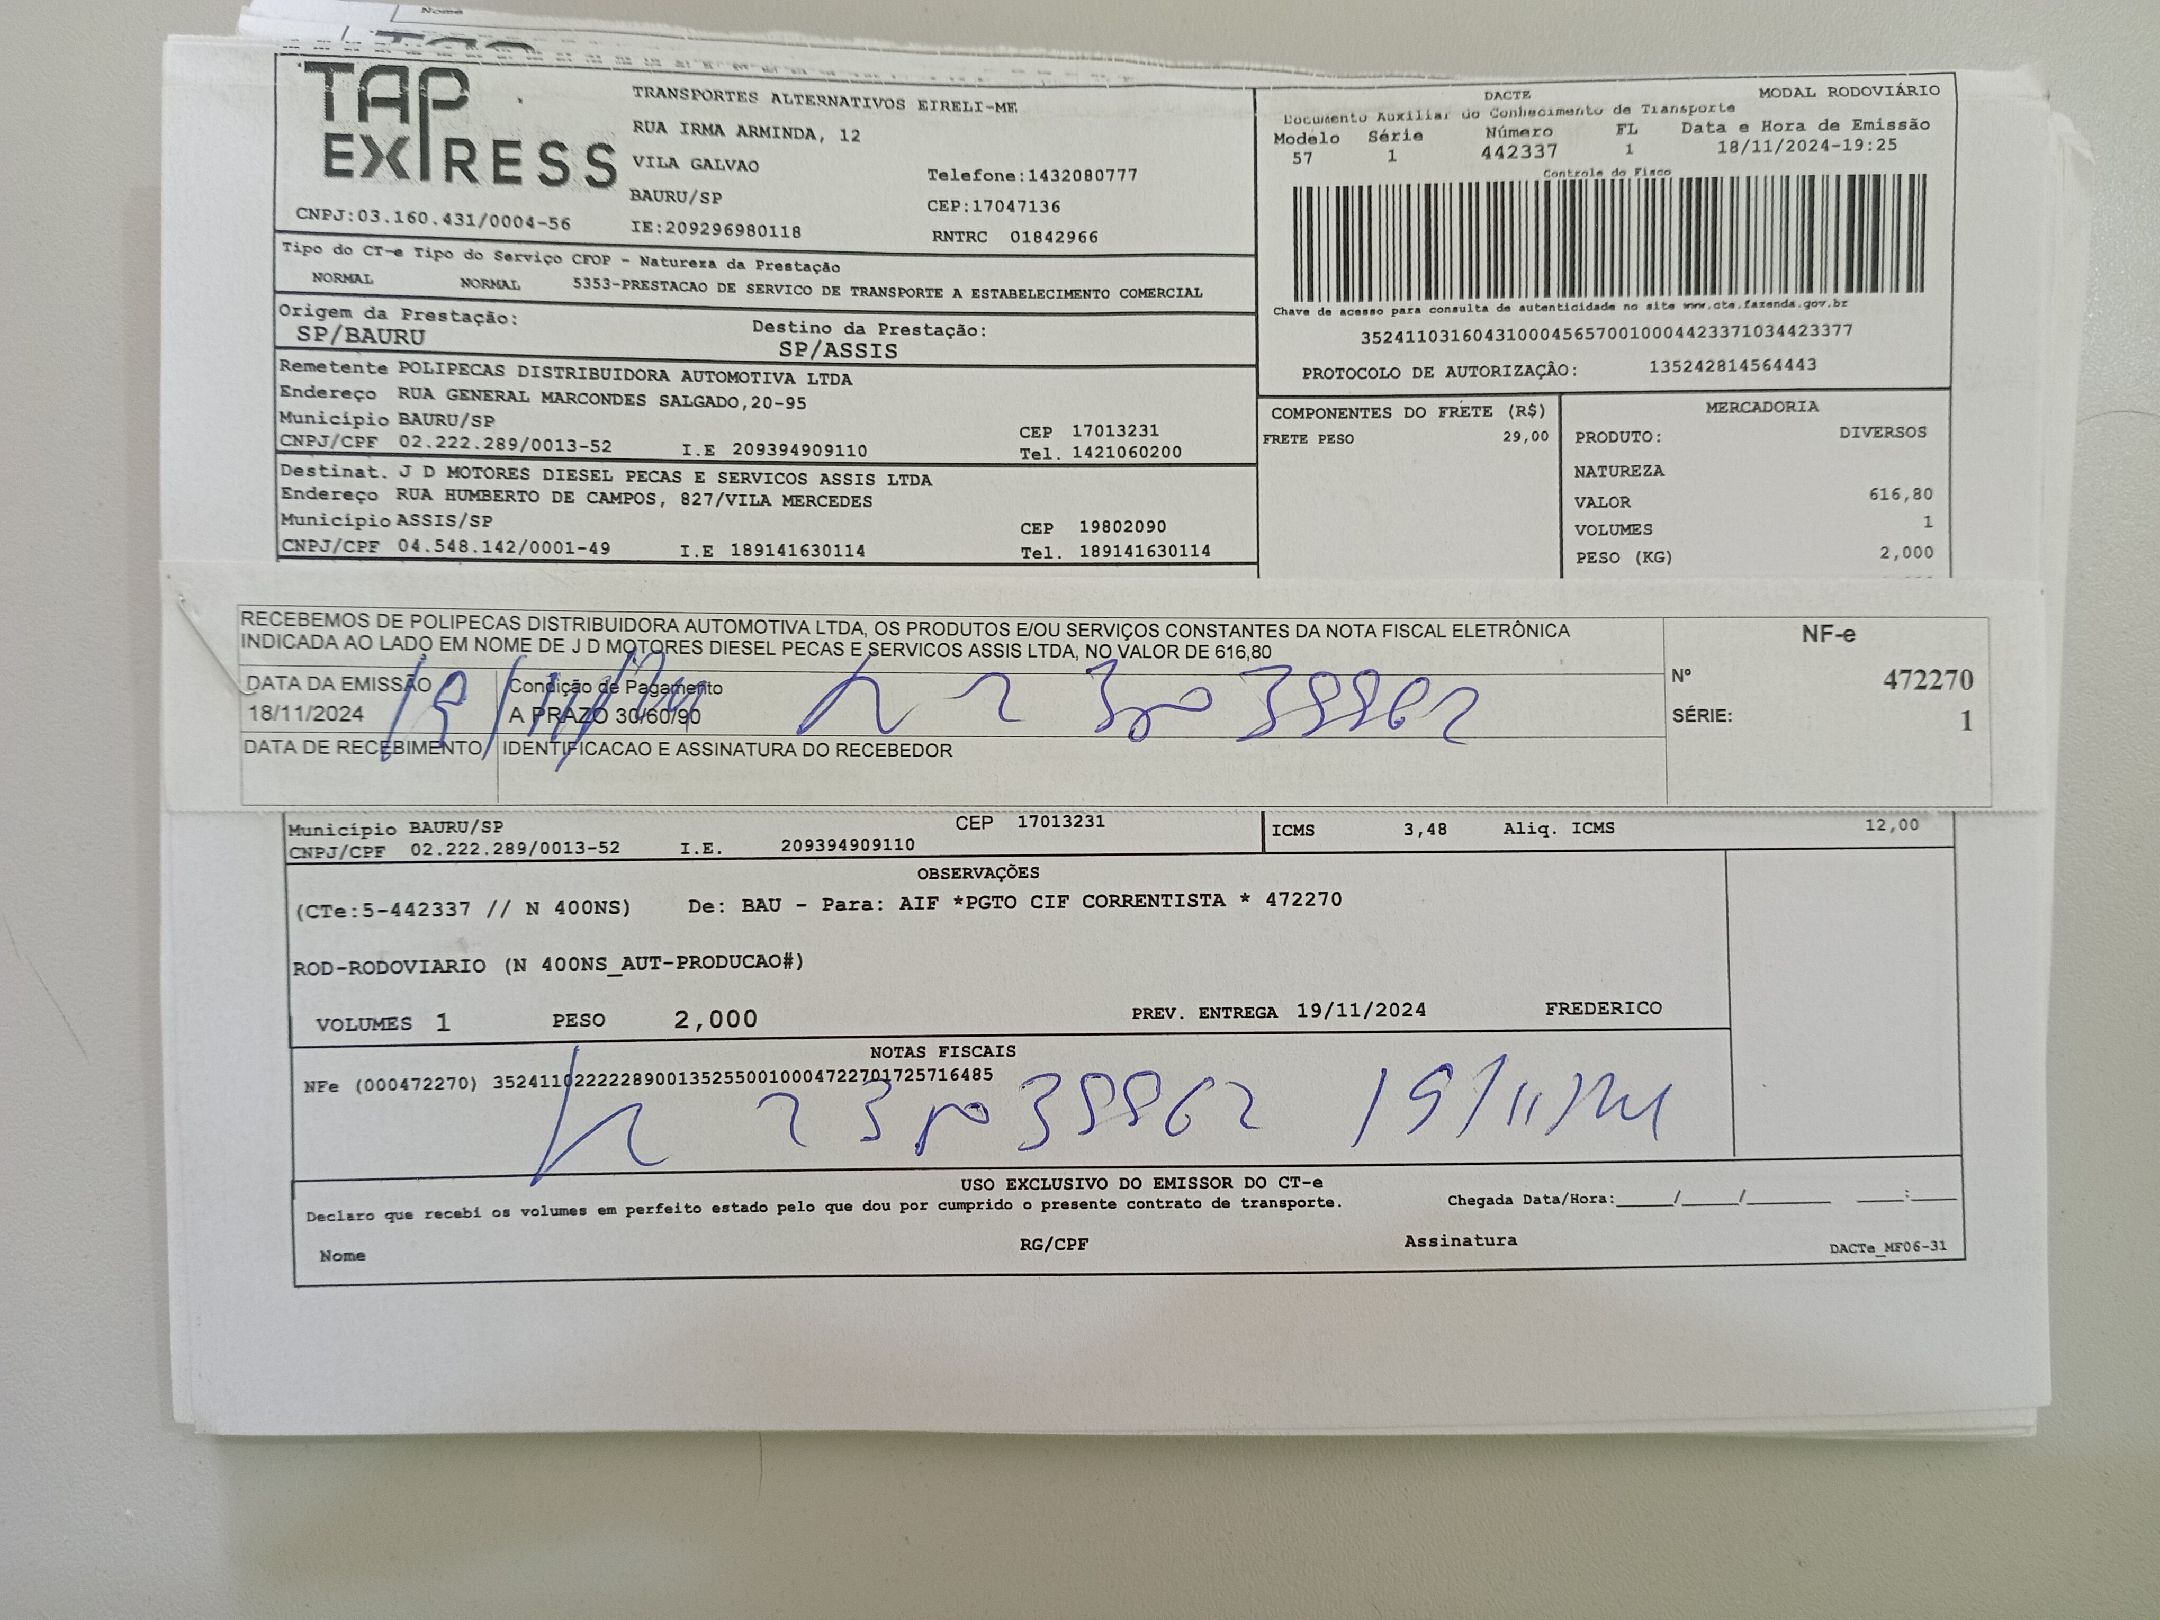 Nome
TAP EXPRESS
CNPJ:03.160.431/0004-56
TRANSPORTES ALTERNATIVOS EIRELI-ME
RUA IRMA ARMINDA, 12
VILA GALVAO
Telefone:1432080777
BAURU/SP
CEP:17047136
IE:209296980118
RNTRC 01842966
DACTE
MODAL RODOVIÁRIO
Documento Auxiliar do Conhecimento de Transporte
Modelo Série Número FL Data e Hora de Emissão
57 1 442337 1 18/11/2024-19:25
Controle do Fisco
Chave de acesso para consulta de autenticidade no site www.cte.fazenda.gov.br
35241103160431000456570010004423371034423377
PROTOCOLO DE AUTORIZAÇÃO: 135242814564443
Tipo do CT-e Tipo do Serviço CFOP - Natureza da Prestação
NORMAL NORMAL 5353-PRESTACAO DE SERVICO DE TRANSPORTE A ESTABELECIMENTO COMERCIAL
Origem da Prestação: Destino da Prestação:
SP/BAURU SP/ASSIS
Remetente POLIPECAS DISTRIBUIDORA AUTOMOTIVA LTDA
Endereço RUA GENERAL MARCONDES SALGADO,20-95
Município BAURU/SP CEP 17013231
CNPJ/CPF 02.222.289/0013-52 I.E 209394909110 Tel. 1421060200
Destinat. J D MOTORES DIESEL PECAS E SERVICOS ASSIS LTDA
Endereço RUA HUMBERTO DE CAMPOS, 827/VILA MERCEDES
Município ASSIS/SP CEP 19802090
CNPJ/CPF 04.548.142/0001-49 I.E 189141630114 Tel. 189141630114
COMPONENTES DO FRETE (R$)
FRETE PESO 29,00
MERCADORIA
PRODUTO: DIVERSOS
NATUREZA
VALOR 616,80
VOLUMES 1
PESO (KG) 2,000
RECEBEMOS DE POLIPECAS DISTRIBUIDORA AUTOMOTIVA LTDA, OS PRODUTOS E/OU SERVIÇOS CONSTANTES DA NOTA FISCAL ELETRÔNICA
INDICADA AO LADO EM NOME DE J D MOTORES DIESEL PECAS E SERVICOS ASSIS LTDA, NO VALOR DE 616,80
DATA DA EMISSÃO Condição de Pagamento
18/11/2024 A PRAZO 30/60/90
DATA DE RECEBIMENTO IDENTIFICACAO E ASSINATURA DO RECEBEDOR
NF-e
Nº 472270
SÉRIE: 1
Município BAURU/SP CEP 17013231
CNPJ/CPF 02.222.289/0013-52 I.E. 209394909110
ICMS 3,48 Aliq. ICMS 12,00
OBSERVAÇÕES
(CTe:5-442337 // N 400NS) De: BAU - Para: AIF *PGTO CIF CORRENTISTA * 472270
ROD-RODOVIARIO (N 400NS_AUT-PRODUCAO#)
VOLUMES 1 PESO 2,000 PREV. ENTREGA 19/11/2024 FREDERICO
NOTAS FISCAIS
NFe (000472270) 35241102222289001352550010004722701725716485
19/11/24
USO EXCLUSIVO DO EMISSOR DO CT-e
Declaro que recebi os volumes em perfeito estado pelo que dou por cumprido o presente contrato de transporte. Chegada Data/Hora:_____/_____/_______ ____:____
Nome RG/CPF Assinatura DACTe_MF06-31